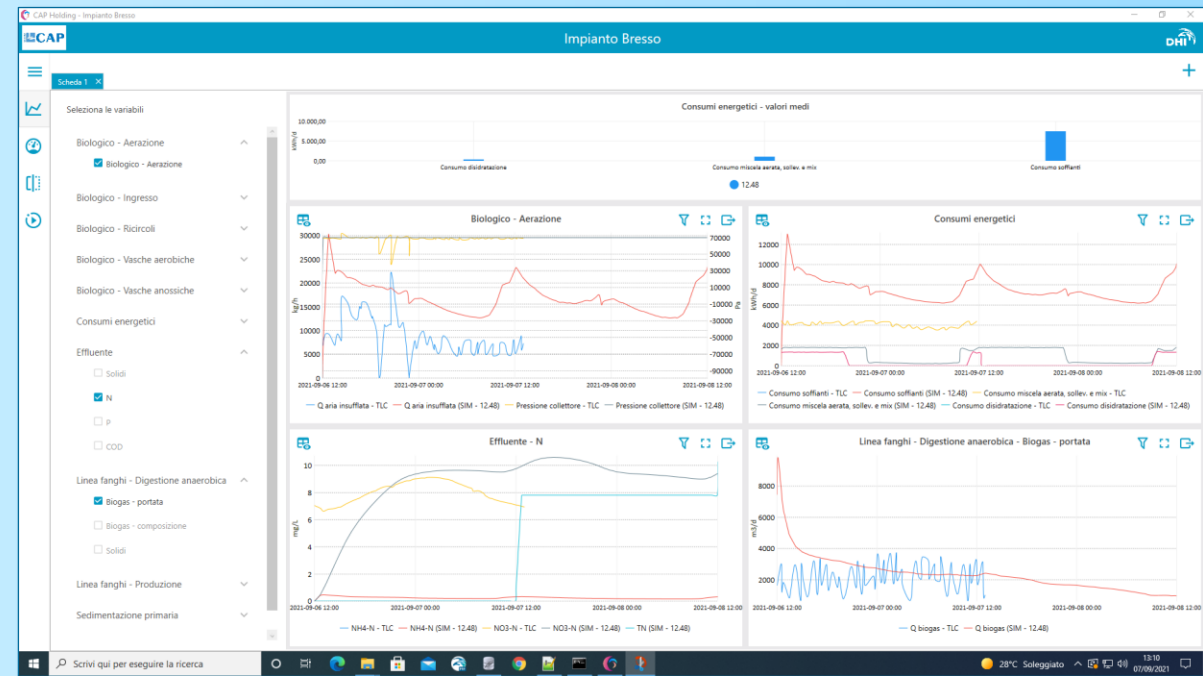 CAP Holding - Impianto Bresso
CAP
Impianto Bresso
DHI
Scheda 1
Seleziona le variabili
Biologico - Aerazione
Biologico - Aerazione
Biologico - Ingresso
Biologico - Ricircoli
Biologico - Vasche aerobiche
Biologico - Vasche anossiche
Consumi energetici
Effluente
Solidi
N
P
COD
Linea fanghi - Digestione anaerobica
Biogas - portata
Biogas - composizione
Solidi
Linea fanghi - Produzione
Sedimentazione primaria
Consumi energetici - valori medi
10.000,00
5.000,00
0,00
kWh/d
Consumo disidratazione
Consumo miscela aerata, sollev. e mix
Consumo soffianti
12.48
Biologico - Aerazione
30000
25000
20000
15000
10000
5000
0
kg/h
70000
50000
30000
10000
-10000
-30000
-50000
-70000
-90000
Pa
2021-09-06 12:00
2021-09-07 00:00
2021-09-07 12:00
2021-09-08 00:00
2021-09-08 12:00
Q aria insufflata - TLC
Q aria insufflata (SIM - 12.48)
Pressione collettore - TLC
Pressione collettore (SIM - 12.48)
Consumi energetici
12000
10000
8000
6000
4000
2000
0
kWh/d
2021-09-06 12:00
2021-09-07 00:00
2021-09-07 12:00
2021-09-08 00:00
2021-09-08 12:00
Consumo soffianti - TLC
Consumo soffianti (SIM - 12.48)
Consumo miscela aerata, sollev. e mix - TLC
Consumo miscela aerata, sollev. e mix (SIM - 12.48)
Consumo disidratazione - TLC
Consumo disidratazione (SIM - 12.48)
Effluente - N
10
8
6
4
2
0
mg/L
2021-09-06 12:00
2021-09-07 00:00
2021-09-07 12:00
2021-09-08 00:00
2021-09-08 12:00
NH4-N - TLC
NH4-N (SIM - 12.48)
NO3-N - TLC
NO3-N (SIM - 12.48)
TN (SIM - 12.48)
Linea fanghi - Digestione anaerobica - Biogas - portata
8000
6000
4000
2000
m3/d
2021-09-06 12:00
2021-09-07 00:00
2021-09-07 12:00
2021-09-08 00:00
2021-09-08 12:00
Q biogas - TLC
Q biogas (SIM - 12.48)
Scrivi qui per eseguire la ricerca
28°C Soleggiato
13:10
07/09/2021